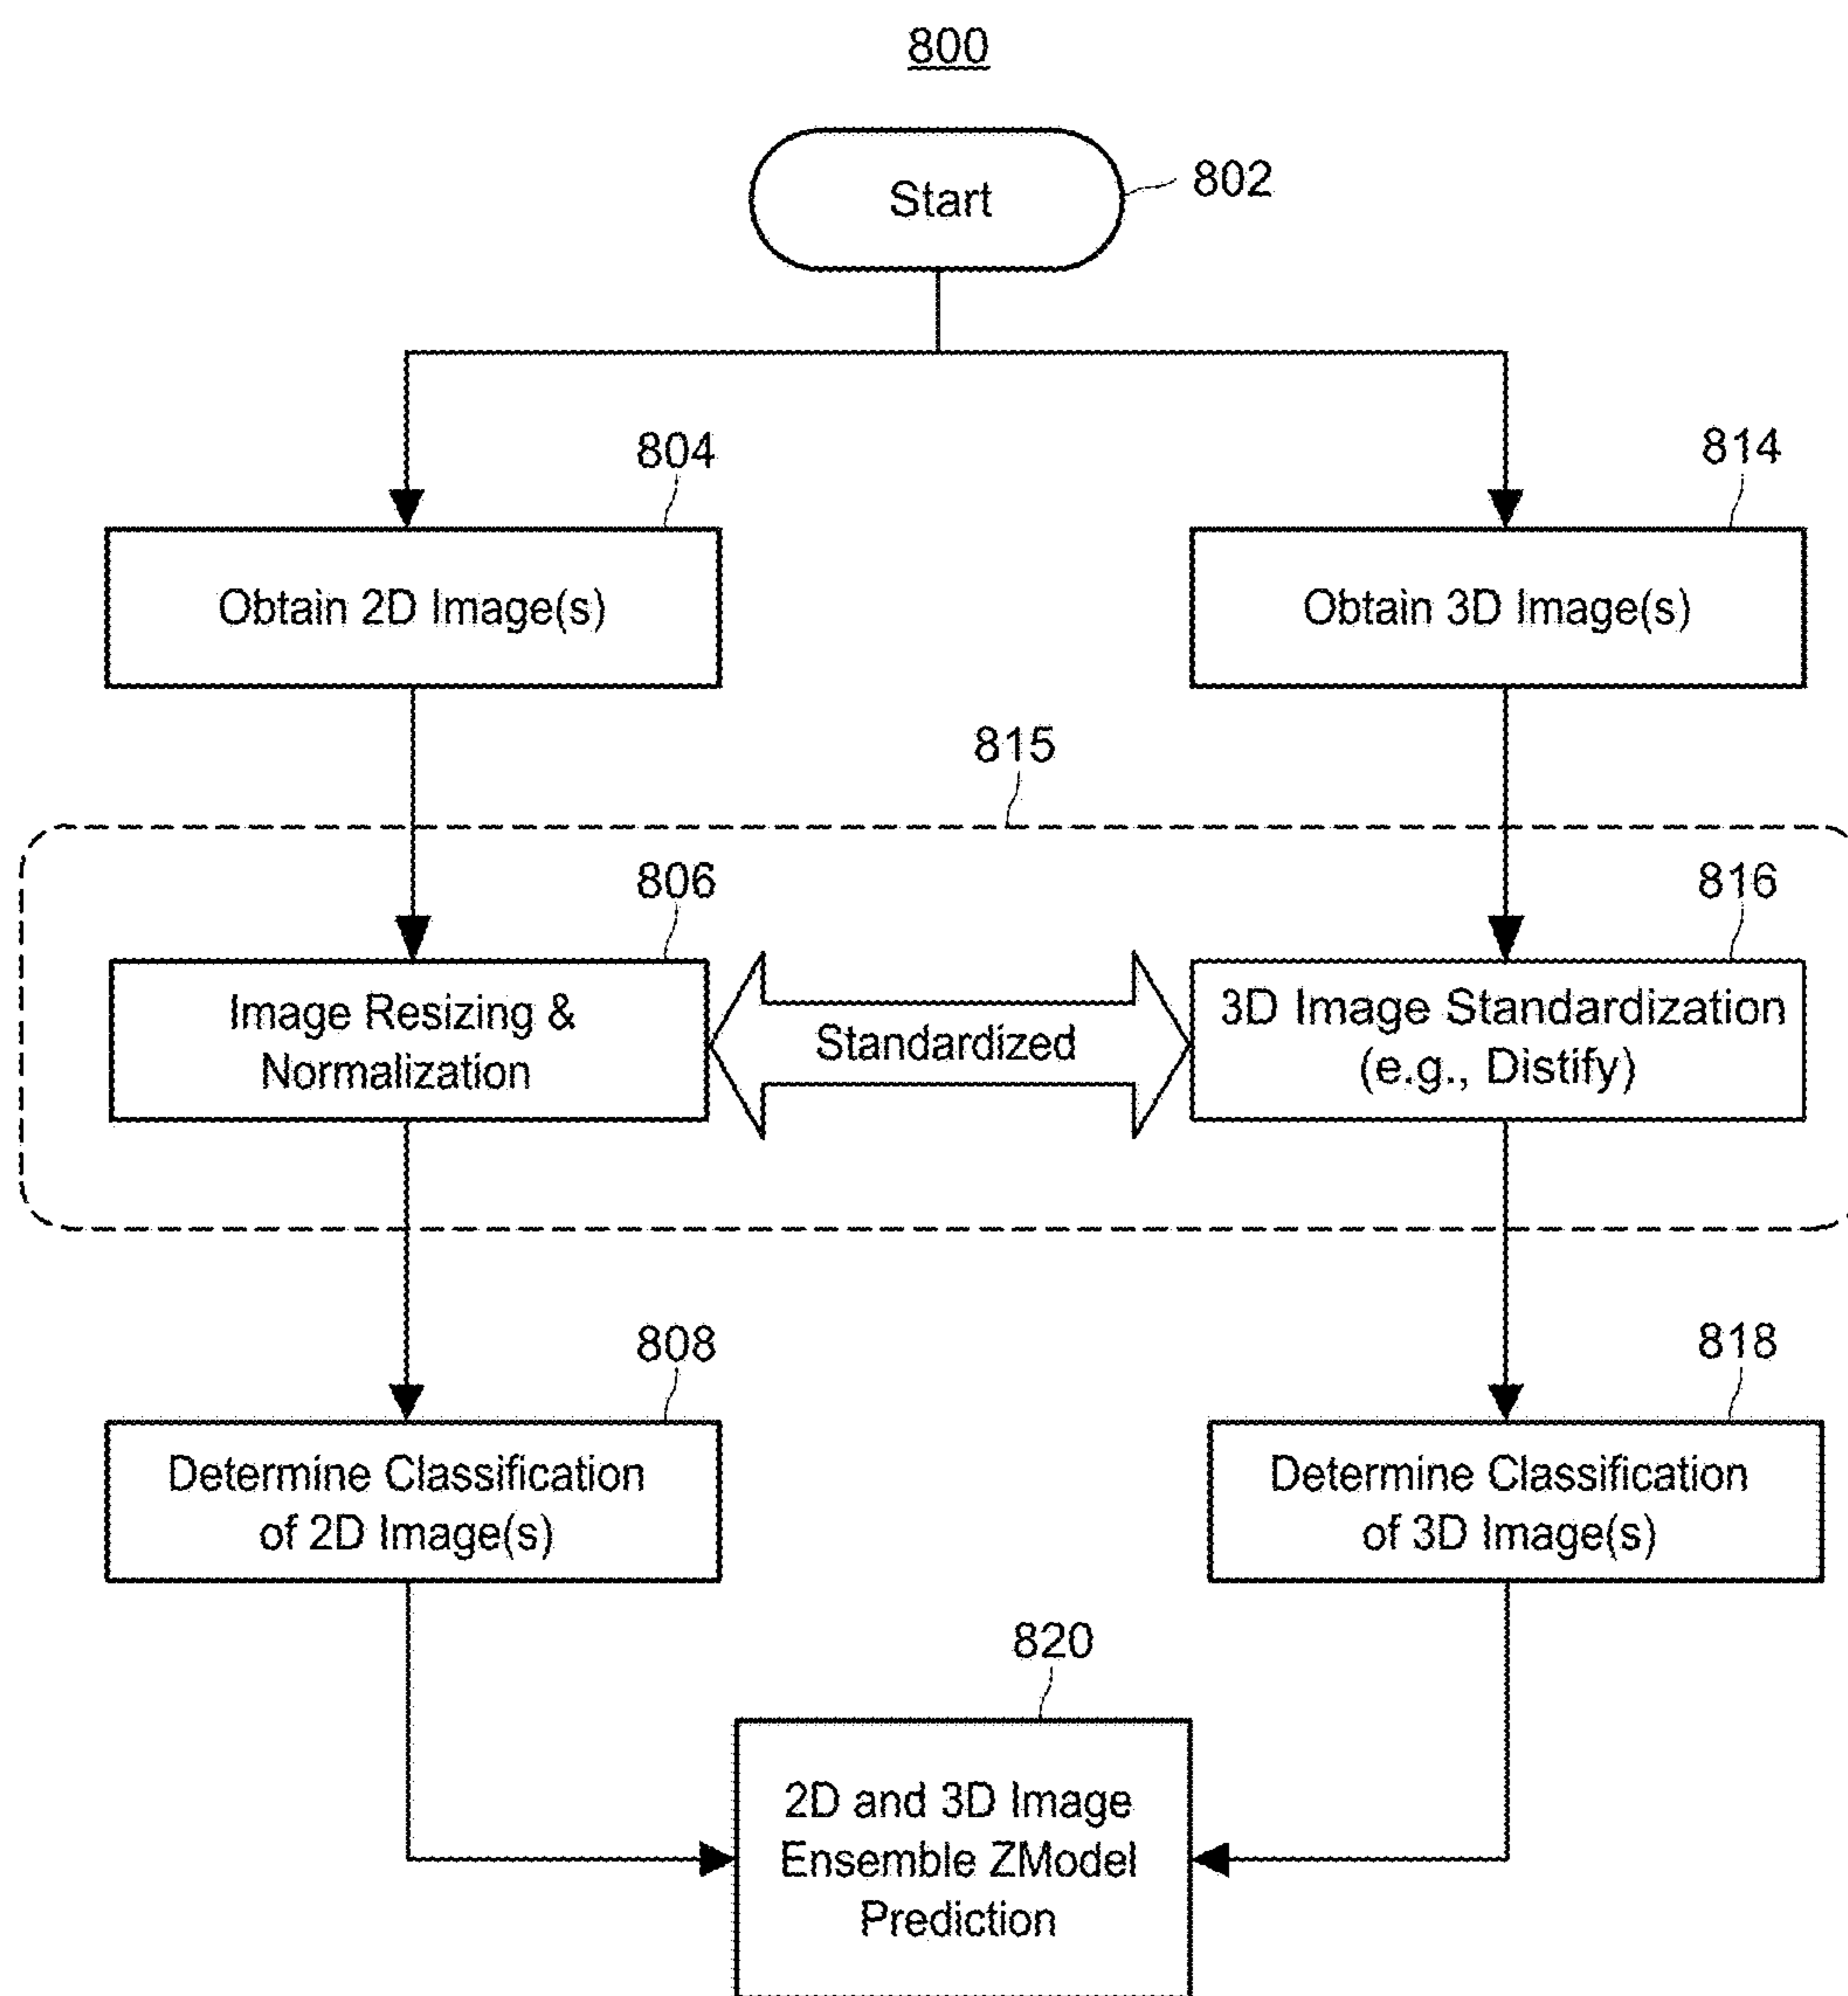 800
Start
802
804
814
Obtain 2D Image(s)
Obtain 3D Image(s)
815
806
816
Image Resizing &
Normalization
Standardized
3D Image Standardization
(e.g., Distify)
808
818
Determine Classification
of 2D Image(s)
Determine Classification
of 3D Image(s)
820
2D and 3D Image
Ensemble ZModel
Prediction